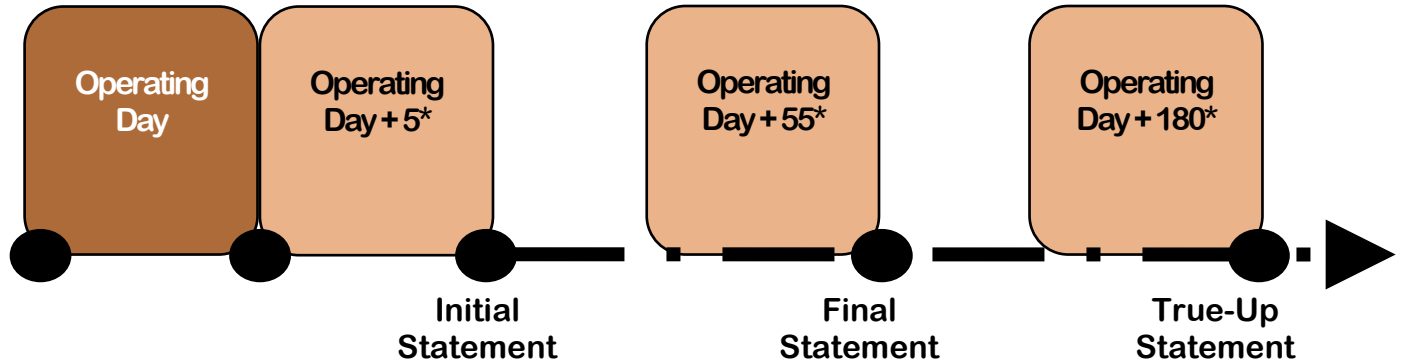 Operating
Day
Operating
Day + 5*
Operating
Day + 55*
Operating
Day + 180*
Initial
Statement
Final
Statement
True-Up
Statement